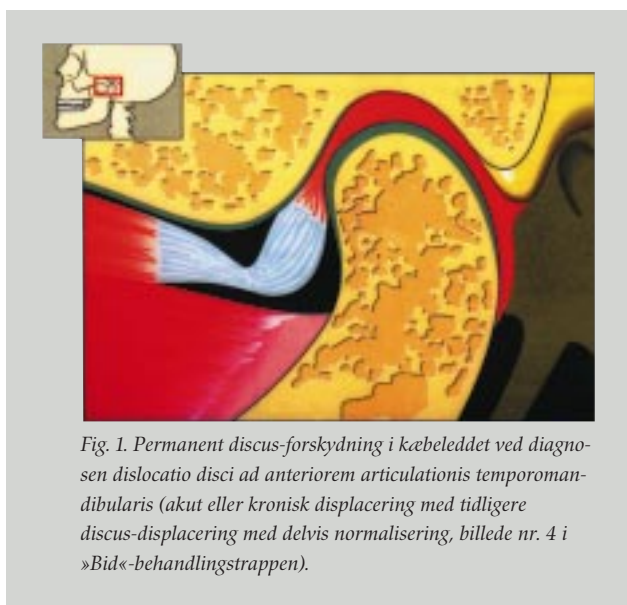 Fig. 1. Permanent discus-forskydning i kæbeleddet ved diagno-
sen dislocatio disci ad anteriorem articulationis temporoman-
dibularis (akut eller kronisk displacering med tidligere
discus-displacering med delvis normalisering, billede nr. 4 i
»Bid«-behandlingstrappen).